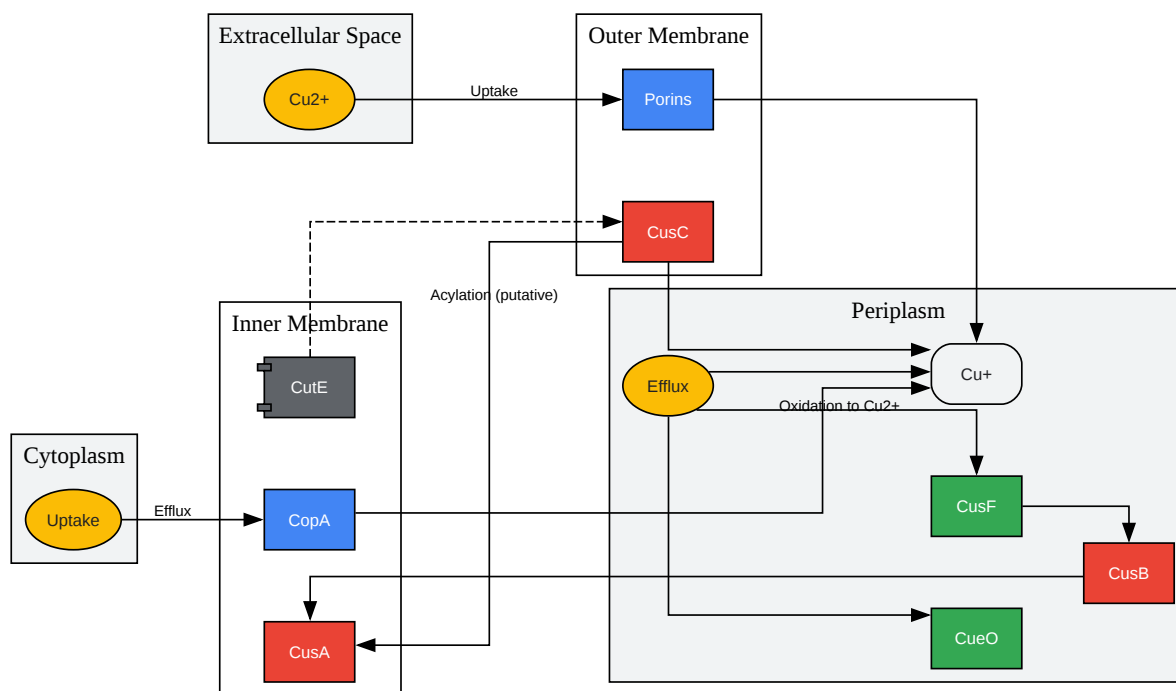 Extracellular Space
Outer Membrane
Cu2+
Uptake
Porins
CusC
Acylation (putative)
Inner Membrane
Periplasm
CutE
Efflux
Cu+
Oxidation to Cu2+
Cytoplasm
Uptake
Efflux
CopA
CusF
CusB
CusA
CueO